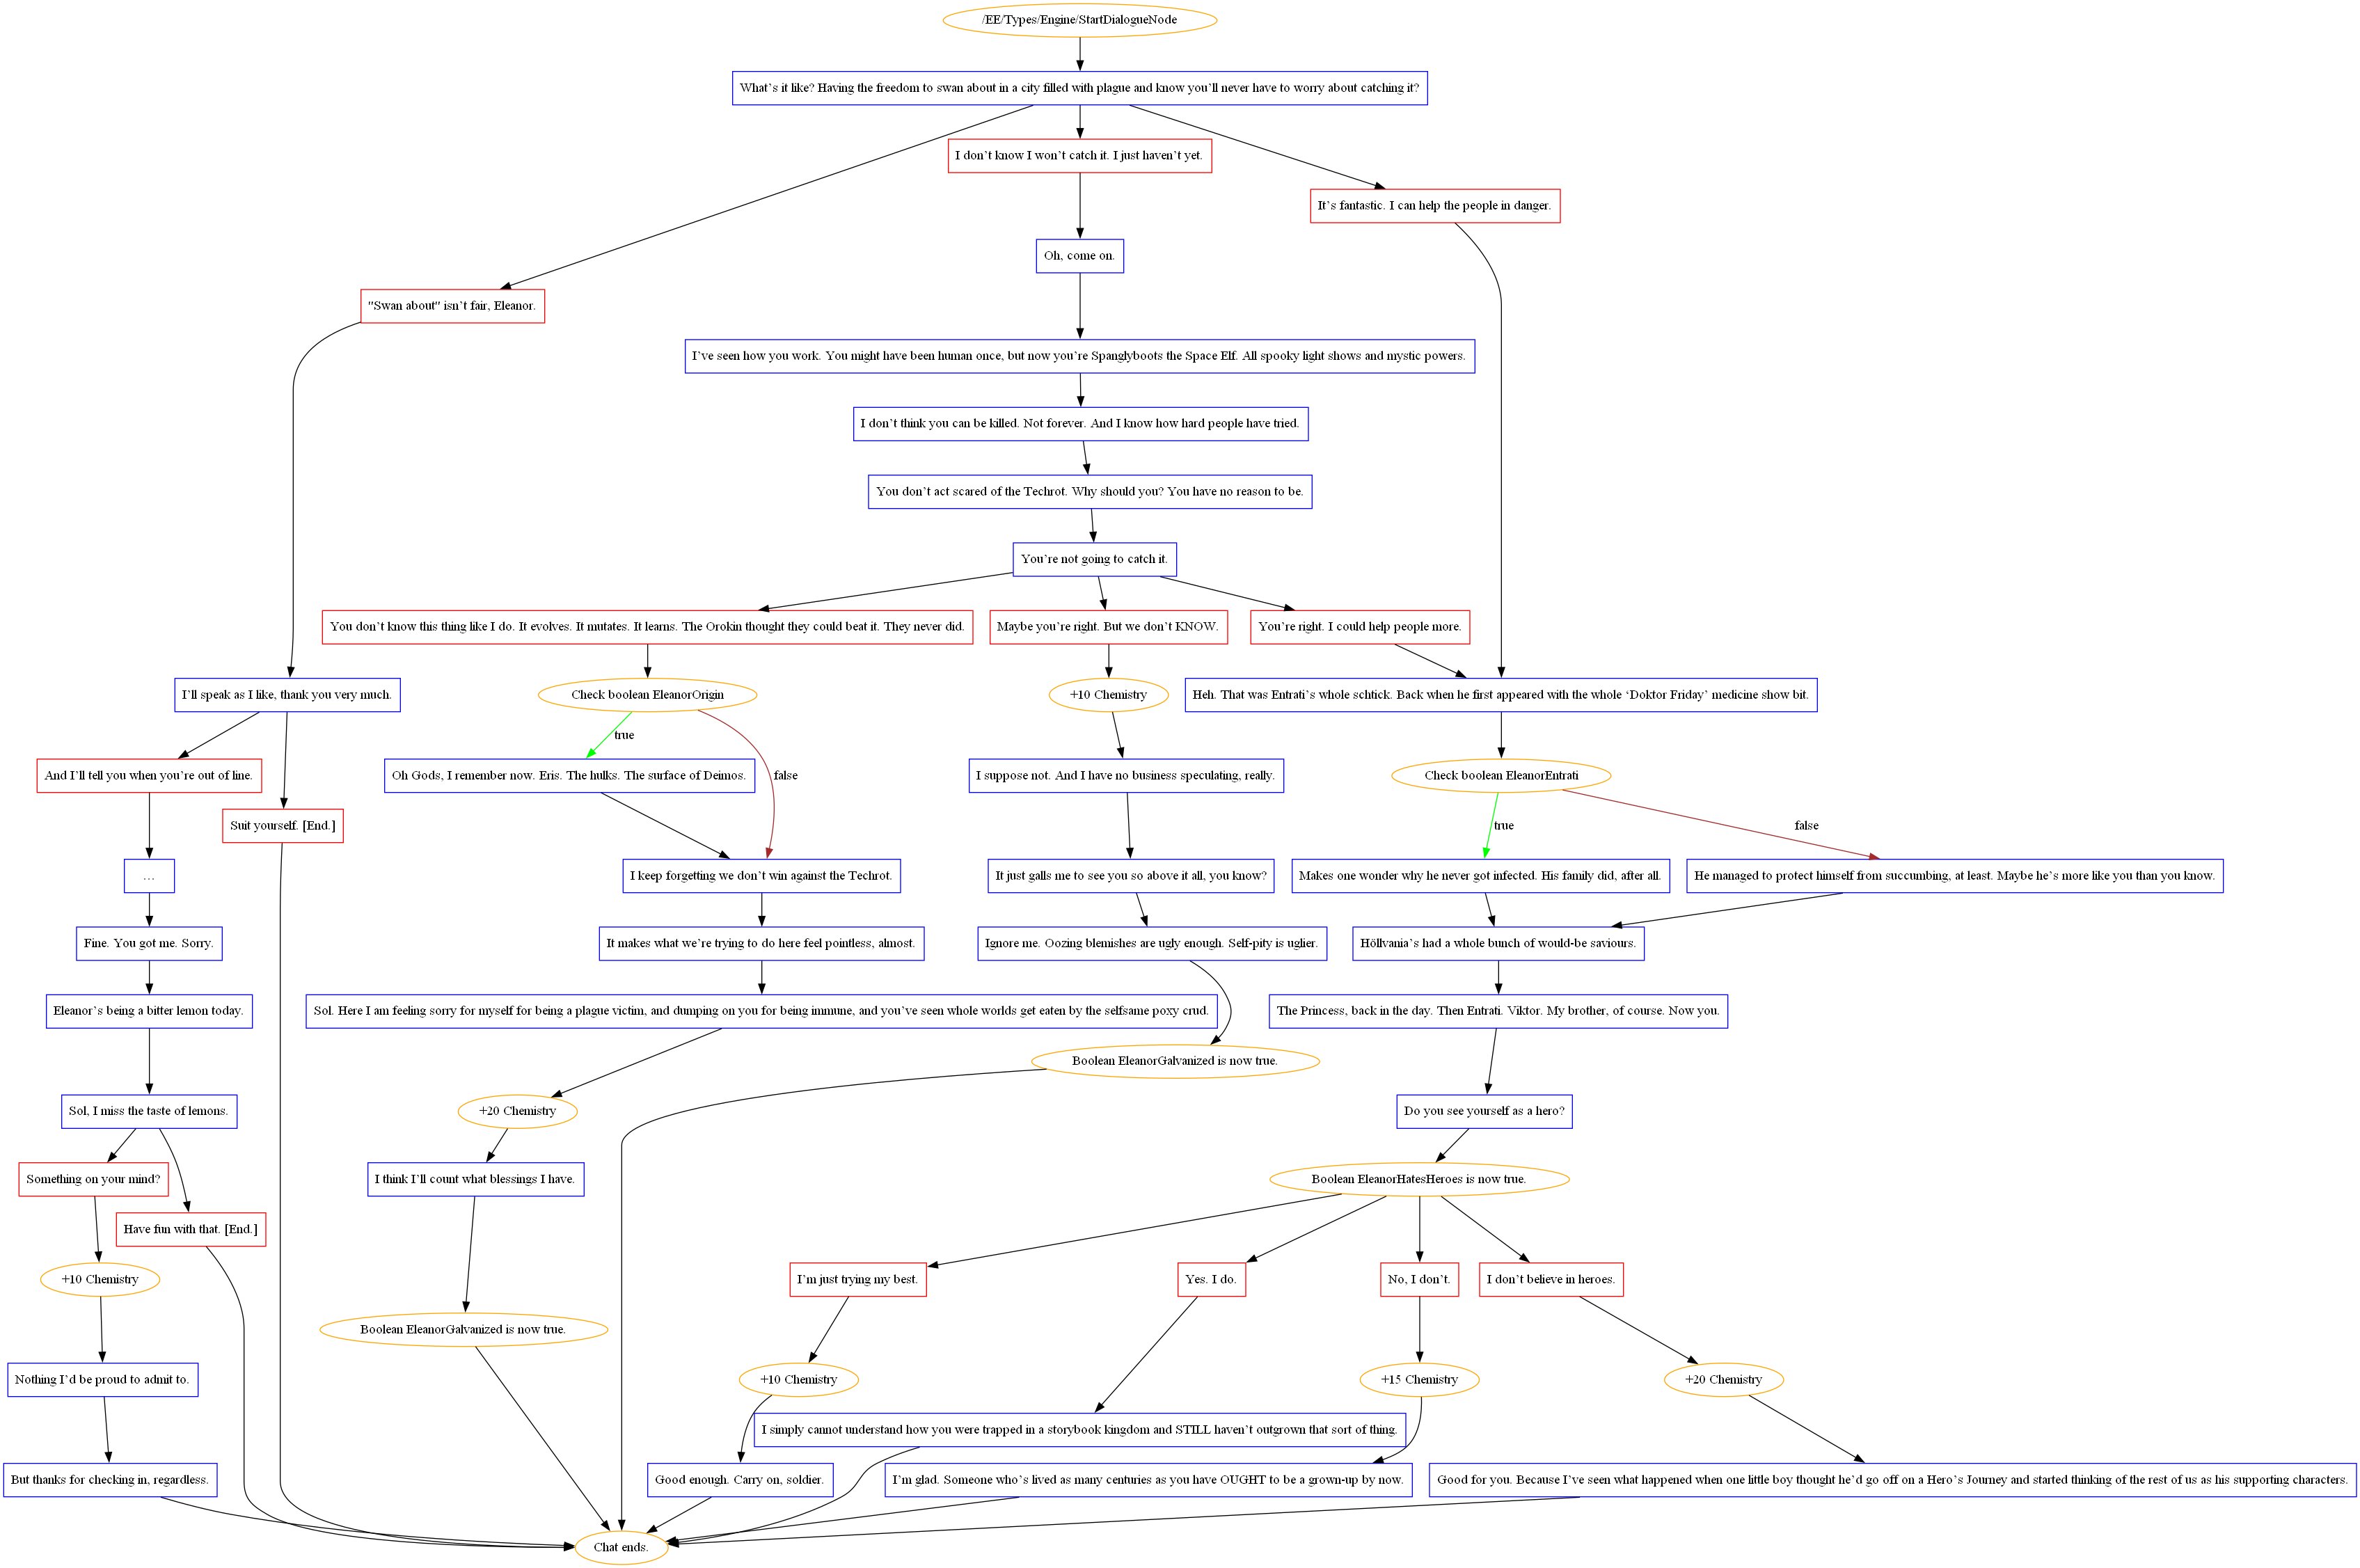 /EE/Types/Engine/StartDialogueNode
What’s it like? Having the freedom to swan about in a city filled with plague and know you’ll never have to worry about catching it?
I don’t know I won’t catch it. I just haven’t yet.
It’s fantastic. I can help the people in danger.
Oh, come on.
"Swan about" isn’t fair, Eleanor.
I’ve seen how you work. You might have been human once, but now you’re Spanglyboots the Space Elf. All spooky light shows and mystic powers.
I don’t think you can be killed. Not forever. And I know how hard people have tried.
You don’t act scared of the Techrot. Why should you? You have no reason to be.
You’re not going to catch it.
You don’t know this thing like I do. It evolves. It mutates. It learns. The Orokin thought they could beat it. They never did.
Maybe you’re right. But we don’t KNOW.
You’re right. I could help people more.
I’ll speak as I like, thank you very much.
Check boolean EleanorOrigin
+10 Chemistry
Heh. That was Entrati’s whole schtick. Back when he first appeared with the whole ‘Doktor Friday’ medicine show bit.
true
And I’ll tell you when you’re out of line.
Oh Gods, I remember now. Eris. The hulks. The surface of Deimos.
false
I suppose not. And I have no business speculating, really.
Check boolean EleanorEntrati
Suit yourself. [End.]
true
false
…
I keep forgetting we don’t win against the Techrot.
It just galls me to see you so above it all, you know?
Makes one wonder why he never got infected. His family did, after all.
He managed to protect himself from succumbing, at least. Maybe he’s more like you than you know.
Fine. You got me. Sorry.
It makes what we’re trying to do here feel pointless, almost.
Ignore me. Oozing blemishes are ugly enough. Self-pity is uglier.
Höllvania’s had a whole bunch of would-be saviours.
Eleanor’s being a bitter lemon today.
Sol. Here I am feeling sorry for myself for being a plague victim, and dumping on you for being immune, and you’ve seen whole worlds get eaten by the selfsame poxy crud.
The Princess, back in the day. Then Entrati. Viktor. My brother, of course. Now you.
Boolean EleanorGalvanized is now true.
Sol, I miss the taste of lemons.
+20 Chemistry
Do you see yourself as a hero?
Something on your mind?
I think I’ll count what blessings I have.
Boolean EleanorHatesHeroes is now true.
Have fun with that. [End.]
+10 Chemistry
I’m just trying my best.
Yes. I do.
No, I don’t.
I don’t believe in heroes.
Boolean EleanorGalvanized is now true.
Nothing I’d be proud to admit to.
+10 Chemistry
+15 Chemistry
+20 Chemistry
I simply cannot understand how you were trapped in a storybook kingdom and STILL haven’t outgrown that sort of thing.
But thanks for checking in, regardless.
Good enough. Carry on, soldier.
I’m glad. Someone who’s lived as many centuries as you have OUGHT to be a grown-up by now.
Good for you. Because I’ve seen what happened when one little boy thought he’d go off on a Hero’s Journey and started thinking of the rest of us as his supporting characters.
Chat ends.